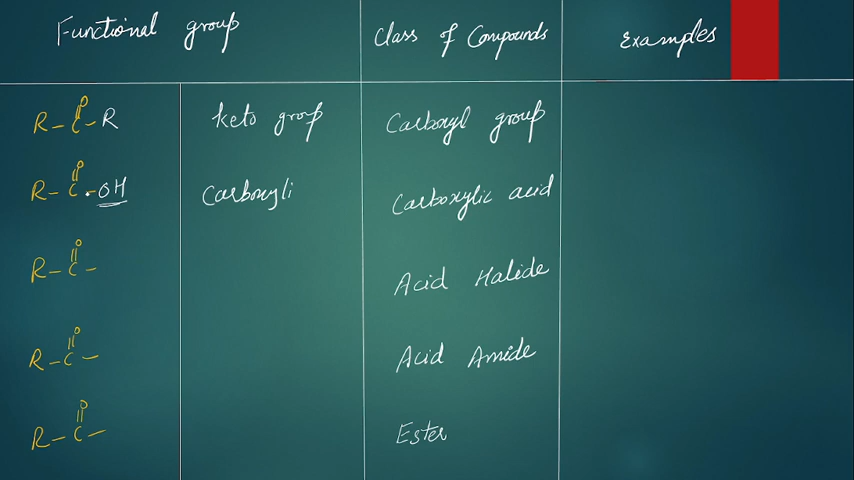 Functional group Class of Compounds Examples
R-C(=O)-R keto group Carbonyl group
R-C(=O)-OH Carboxyli Carboxylic acid
R-C(=O)- Acid Halide
R-C(=O)- Acid Amide
R-C(=O)- Ester